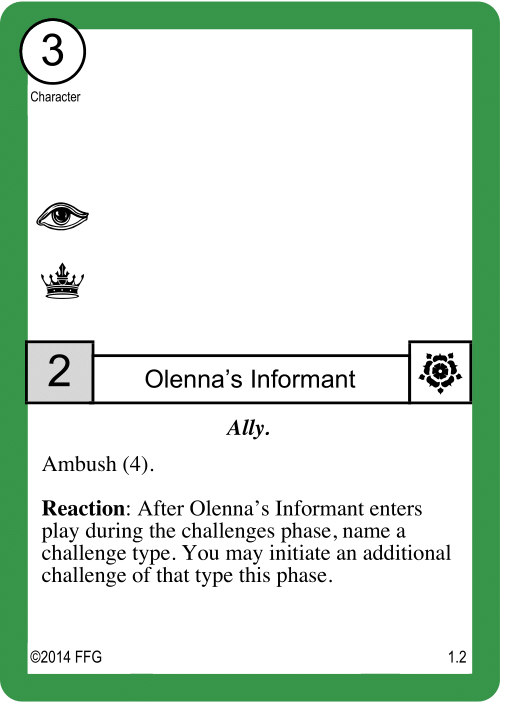 3
Character
2
Olenna’s Informant
Ally.
Ambush (4).
Reaction: After Olenna’s Informant enters
play during the challenges phase, name a
challenge type. You may initiate an additional
challenge of that type this phase.
©2014 FFG
1.2